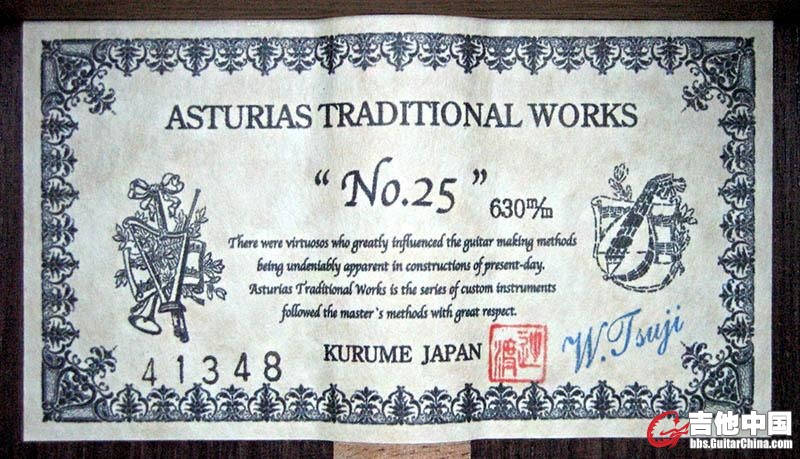 ASTURIAS TRADITIONAL WORKS
“No.25”
630m/m
There were virtuosos who greatly influenced the guitar making methods
being undeniably apparent in constructions of present-day.
Asturias Traditional Works is the series of custom instruments
followed the master's methods with great respect.
KURUME JAPAN
W. Tsuji
41348
吉他中国
bbs.GuitarChina.com